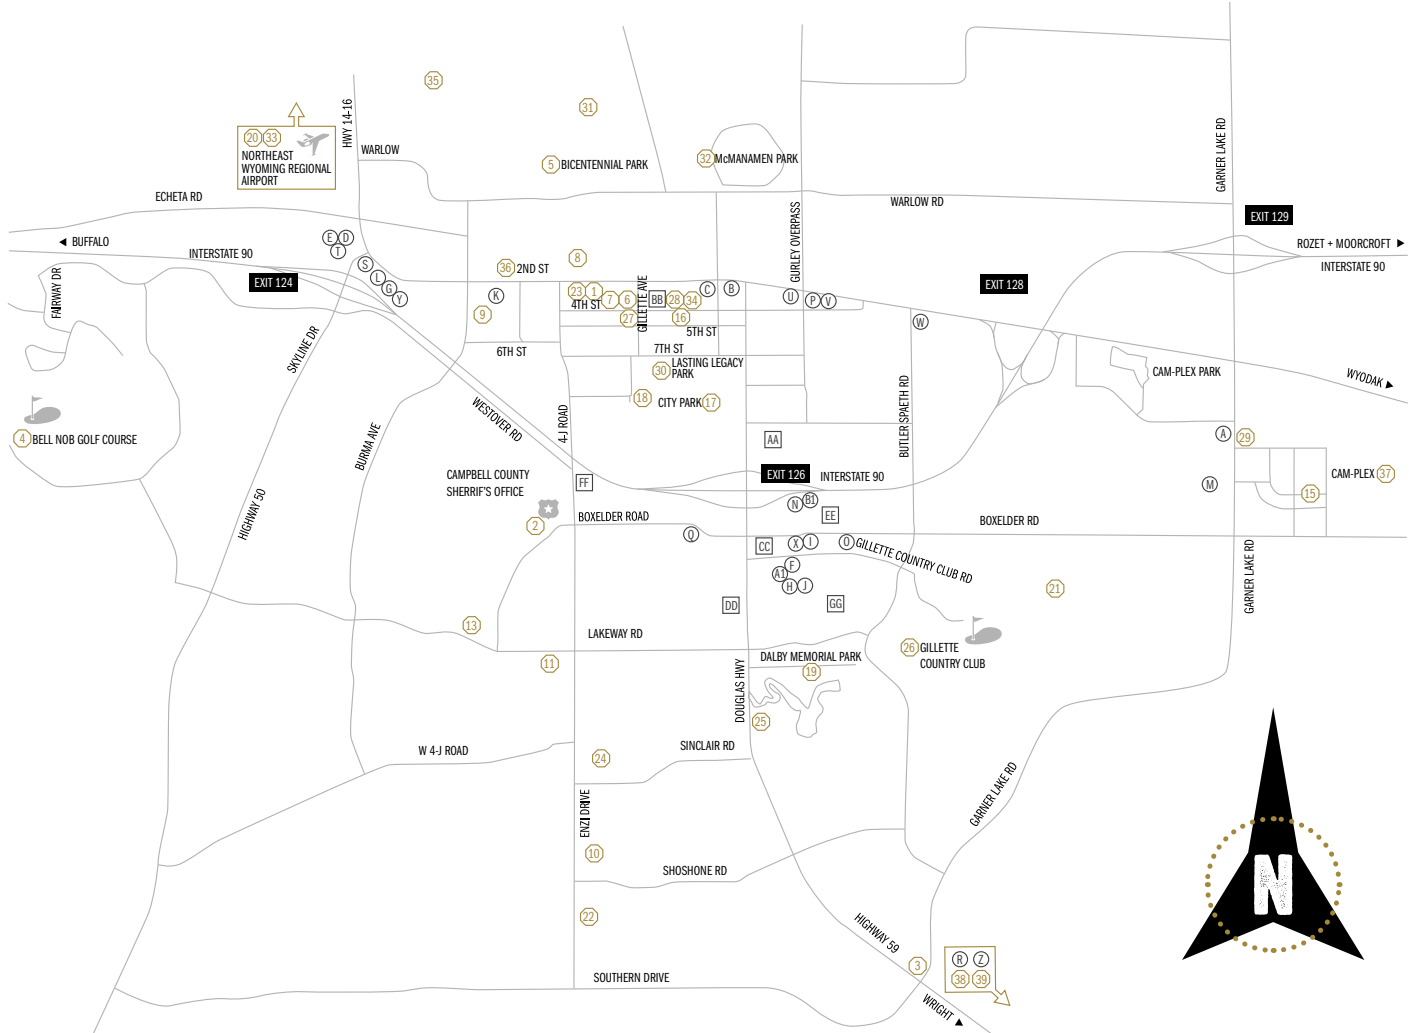 35
31
HWY 14-16
GARNER LAKE RD
20 33
NORTHEAST
WYOMING REGIONAL
AIRPORT
WARLOW
5 BICENTENNIAL PARK
32 McMANAMEN PARK
ECHETA RD
WARLOW RD
GURLEY OVERPASS
EXIT 129
◄ BUFFALO
E D
T
ROZET + MOORCROFT ►
INTERSTATE 90
INTERSTATE 90
8
S
36 2ND ST
FAIRWAY DR
EXIT 124
L
G
Y
K
23 1
7 6
GILLETTE AVE
BB 28 34
C B
U
P V
EXIT 128
4TH ST
9
27
16
W
5TH ST
6TH ST
7TH ST
SKYLINE DR
30 LASTING LEGACY
PARK
CAM-PLEX PARK
WYODAK ►
18
CITY PARK 17
BUTLER SPAETH RD
WESTOVER RD
4-J ROAD
BURMA AVE
4 BELL NOB GOLF COURSE
AA
A 29
CAMPBELL COUNTY
SHERRIF'S OFFICE
FF
EXIT 126
INTERSTATE 90
M
CAM-PLEX 37
15
HIGHWAY 50
N B1
EE
2
BOXELDER ROAD
BOXELDER RD
Q
CC
X I
O GILLETTE COUNTRY CLUB RD
F
A1
H J
21
GARNER LAKE RD
DD
GG
13
LAKEWAY RD
26 GILLETTE
COUNTRY CLUB
11
DALBY MEMORIAL PARK
19
DOUGLAS HWY
25
W 4-J ROAD
24
SINCLAIR RD
ENZI DRIVE
GARNER LAKE RD
10
SHOSHONE RD
22
N
HIGHWAY 59
3
R Z
38 39
SOUTHERN DRIVE
WRIGHT ▲